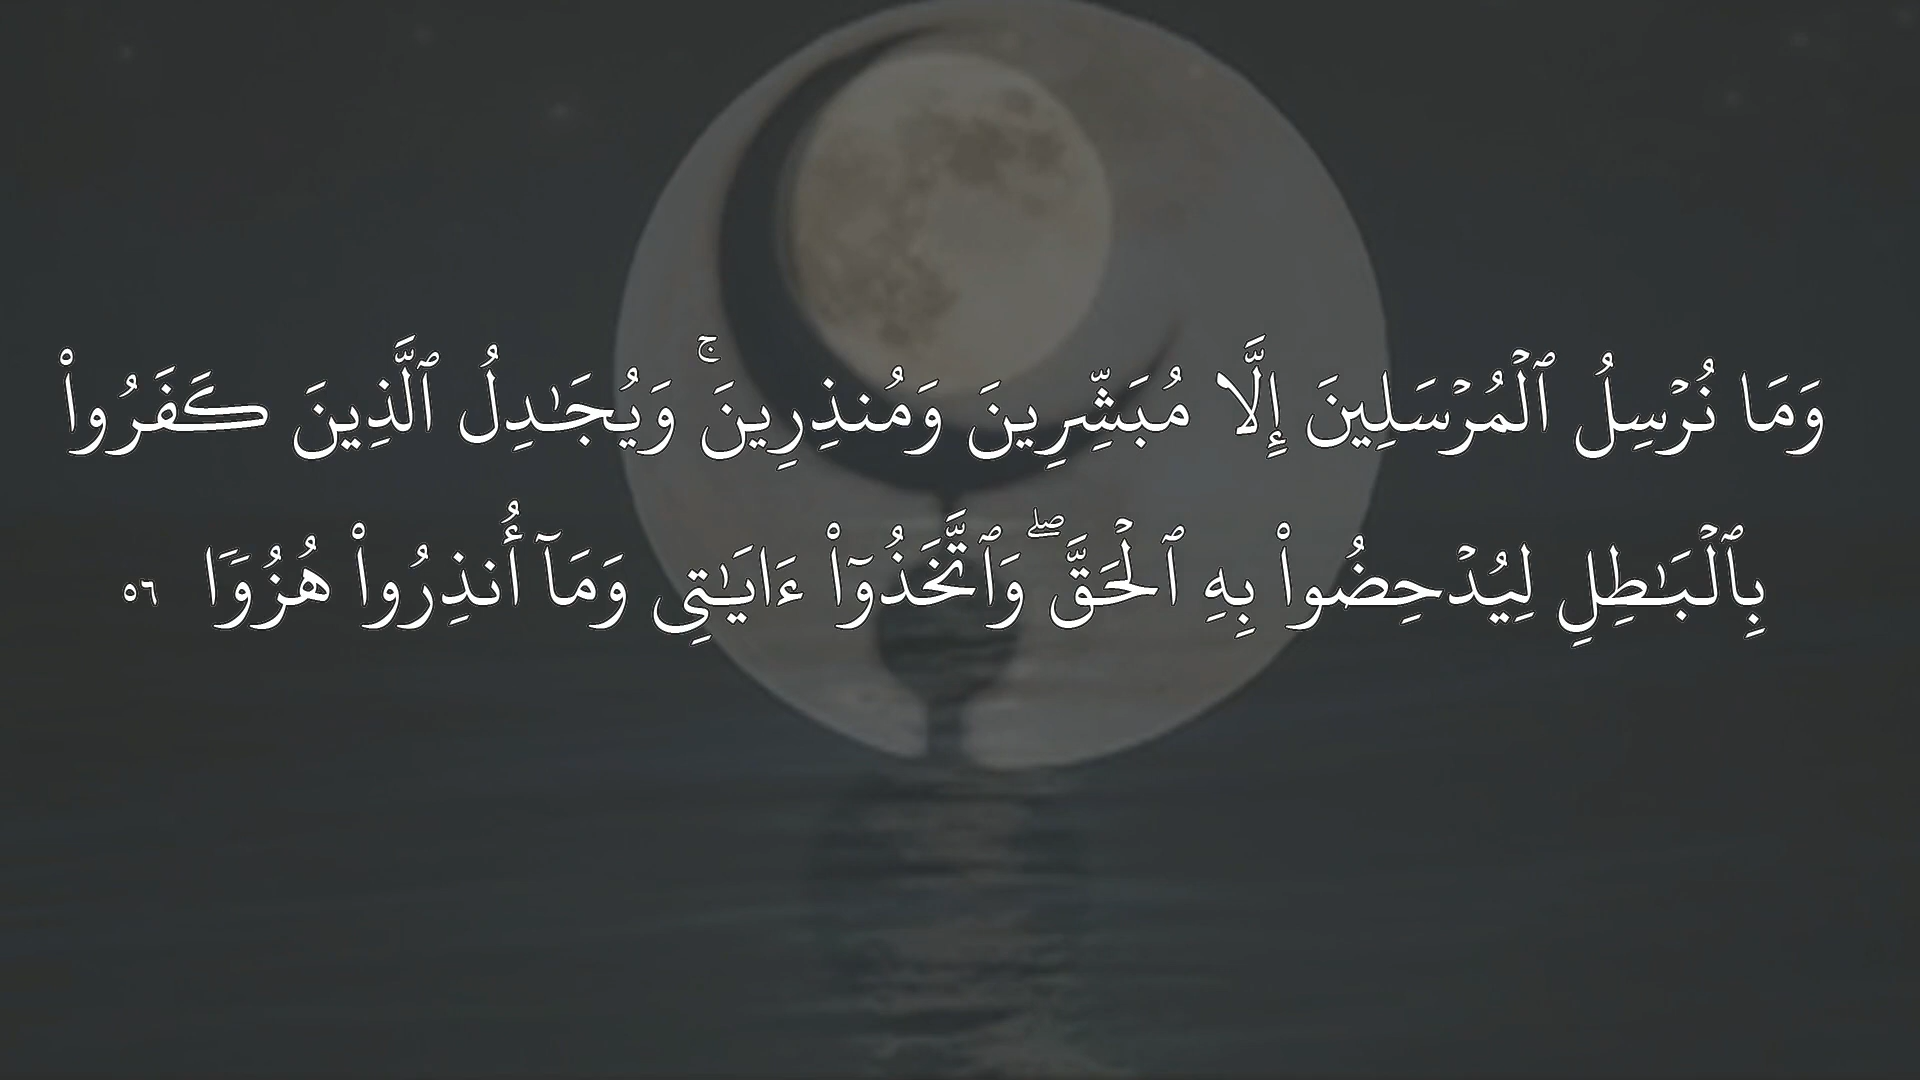 وَمَا نُرْسِلُ ٱلْمُرْسَلِينَ إِلَّا مُبَشِّرِينَ وَمُنذِرِينَ ۚ وَيُجَـٰدِلُ ٱلَّذِينَ كَفَرُوا۟
بِٱلْبَـٰطِلِ لِيُدْحِضُوا۟ بِهِ ٱلْحَقَّ ۖ وَٱتَّخَذُوٓا۟ ءَايَـٰتِى وَمَآ أُنذِرُوا۟ هُزُوَا ٥٦